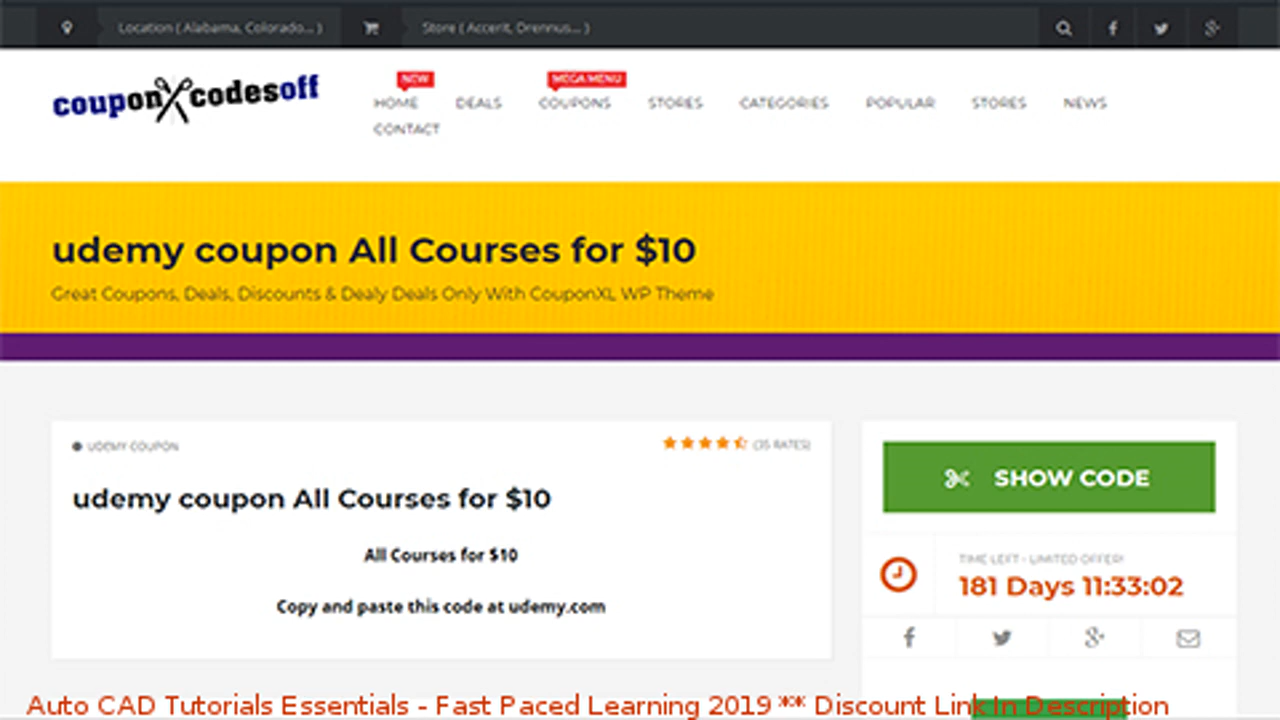 Location ( Alabama, Colorado... ) Store ( Accerit, Drennus... )
NEW MEGA MENU
couponXcodesoff
HOME DEALS COUPONS STORES CATEGORIES POPULAR STORES NEWS
CONTACT
udemy coupon All Courses for $10
Great Coupons, Deals, Discounts & Dealy Deals Only With CouponXL WP Theme
UDEMY COUPON (35 RATES)
SHOW CODE
udemy coupon All Courses for $10
All Courses for $10
TIME LEFT - LIMITED OFFER!
181 Days 11:33:02
Copy and paste this code at udemy.com
Auto CAD Tutorials Essentials - Fast Paced Learning 2019 ** Discount Link In Description